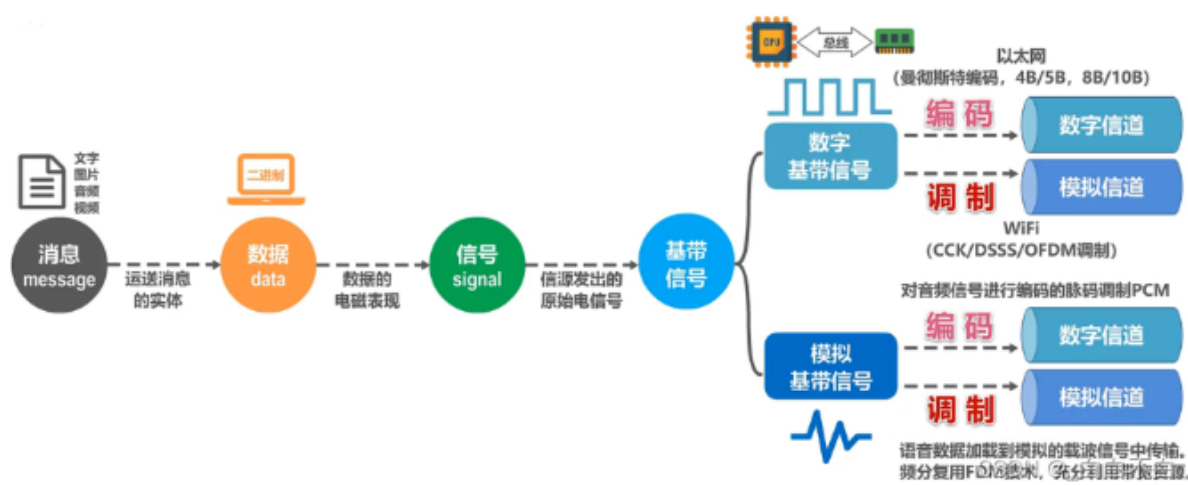 文字
图片
音频
视频
消息
message
运送消息
的实体
二进制
数据
data
数据的
电磁表现
信号
signal
信源发出的
原始电信号
基带
信号
CPU
总线
数字
基带信号
以太网
(曼彻斯特编码，4B/5B，8B/10B)
编码
数字信道
调制
模拟信道
WiFi
(CCK/DSSS/OFDM调制)
模拟
基带信号
对音频信号进行编码的脉码调制PCM
编码
数字信道
调制
模拟信道
语音数据加载到模拟的载波信号中传输。
频分复用FDM技术，充分利用带宽资源。